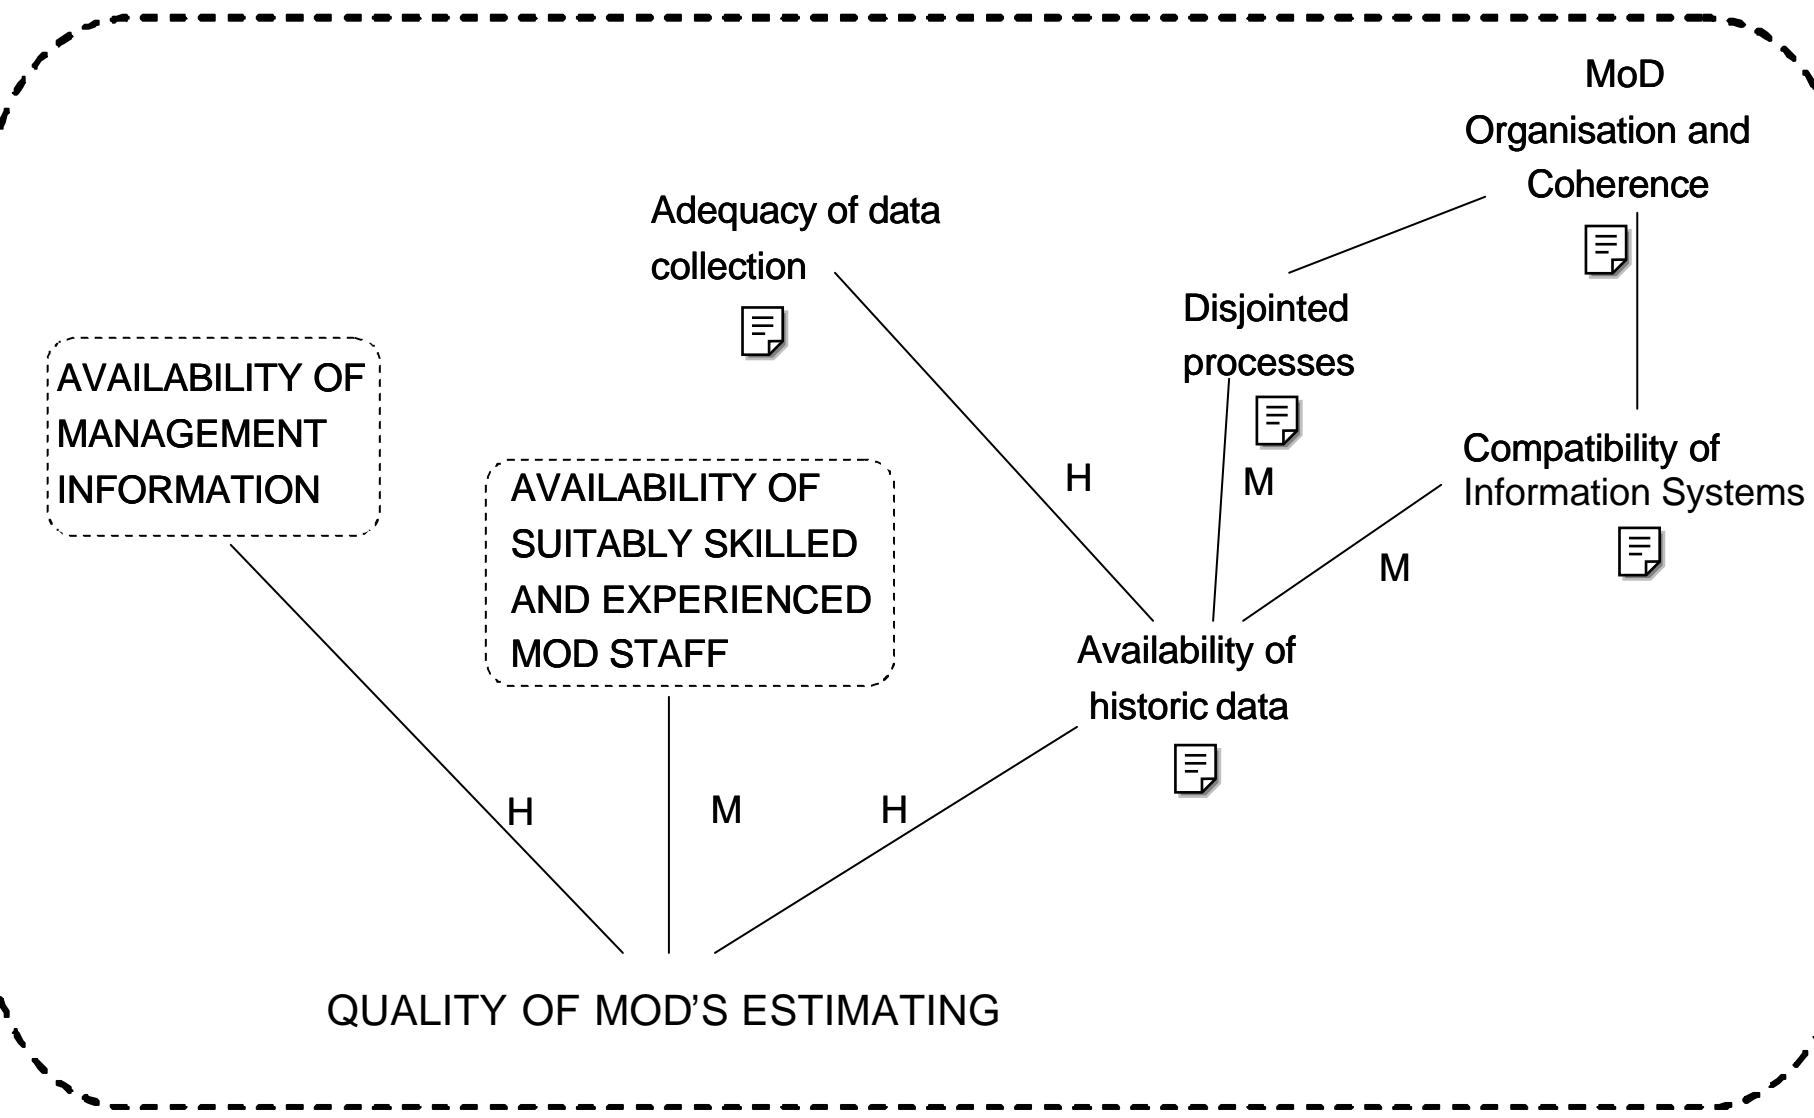 MoD
Organisation and
Coherence
Adequacy of data
collection
Disjointed
processes
AVAILABILITY OF
MANAGEMENT
INFORMATION
Compatibility of
Information Systems
AVAILABILITY OF
SUITABLY SKILLED
AND EXPERIENCED
MOD STAFF
H
M
M
Availability of
historic data
H
M
H
QUALITY OF MOD'S ESTIMATING